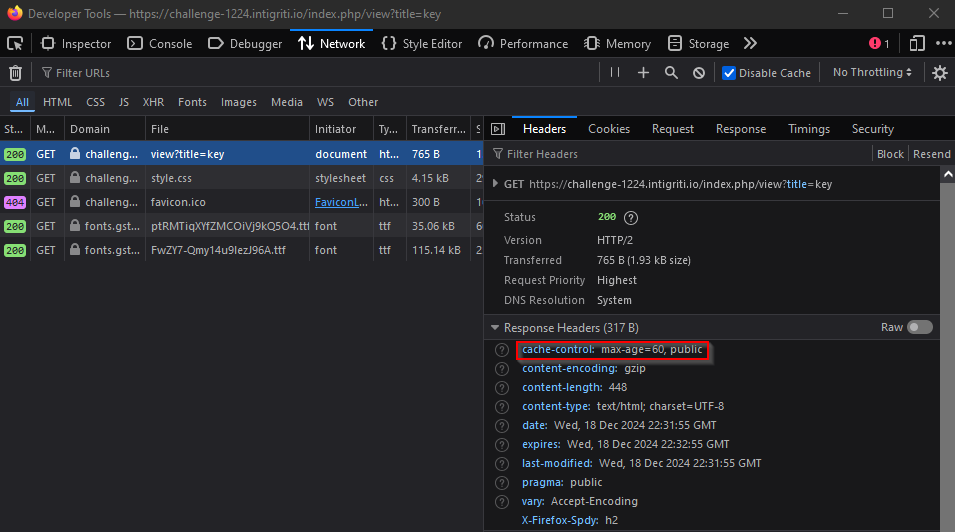 Developer Tools — https://challenge-1224.intigriti.io/index.php/view?title=key
Inspector Console Debugger Network Style Editor Performance Memory Storage 1
Filter URLs Disable Cache No Throttling
All HTML CSS JS XHR Fonts Images Media WS Other
St... M... Domain File Initiator Ty... Transferr... S
200 GET challeng... view?title=key document ht... 765 B 1
200 GET challeng... style.css stylesheet css 4.15 kB 29
404 GET challeng... favicon.ico FaviconL... ht... 300 B 10
200 GET fonts.gst... ptRMTiqXYfZMCOiVj9kQ5O4.ttf font ttf 35.06 kB 6
200 GET fonts.gst... FwZY7-Qmy14u9lezJ96A.ttf font ttf 115.14 kB 2
Headers Cookies Request Response Timings Security
Filter Headers Block Resend
GET https://challenge-1224.intigriti.io/index.php/view?title=key
Status 200 ?
Version HTTP/2
Transferred 765 B (1.93 kB size)
Request Priority Highest
DNS Resolution System
Response Headers (317 B) Raw
? cache-control: max-age=60, public
? content-encoding: gzip
? content-length: 448
? content-type: text/html; charset=UTF-8
? date: Wed, 18 Dec 2024 22:31:55 GMT
? expires: Wed, 18 Dec 2024 22:32:55 GMT
? last-modified: Wed, 18 Dec 2024 22:31:55 GMT
? pragma: public
? vary: Accept-Encoding
X-Firefox-Spdy: h2